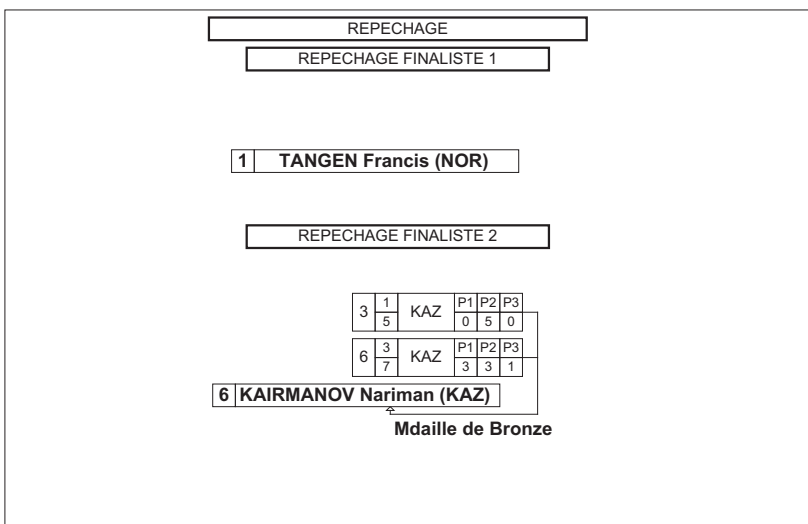 REPECHAGE
REPECHAGE FINALISTE 1
1 TANGEN Francis (NOR)
REPECHAGE FINALISTE 2
3 1 KAZ P1 P2 P3
5 0 5 0
6 3 KAZ P1 P2 P3
7 3 3 1
6 KAIRMANOV Nariman (KAZ)
Mdaille de Bronze